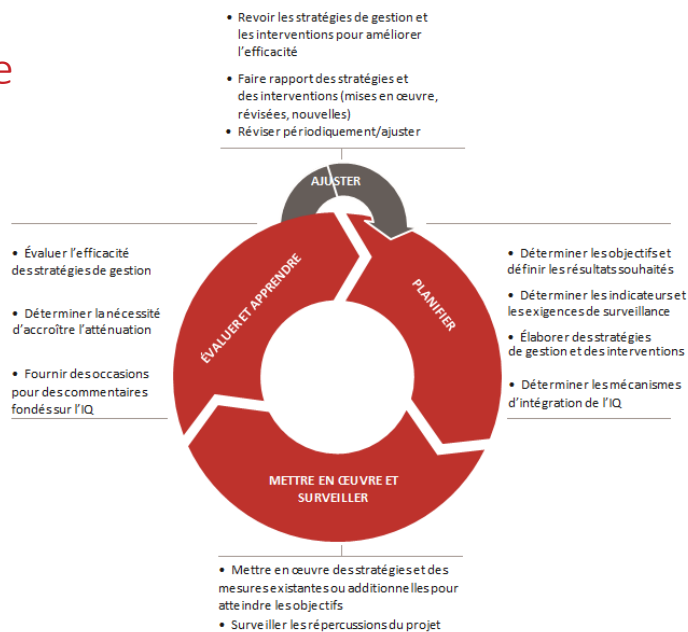 e
• Revoir les stratégies de gestion et
les interventions pour améliorer
l'efficacité
• Faire rapport des stratégies et
des interventions (mises en œuvre,
révisées, nouvelles)
• Réviser périodiquement/ajuster
AJUSTER
• Évaluer l'efficacité
des stratégies de gestion
• Déterminer la nécessité
d'accroître l'atténuation
• Fournir des occasions
pour des commentaires
fondés sur l'IQ
ÉVALUER ET APPRENDRE
PLANIFIER
• Déterminer les objectifs et
définir les résultats souhaités
• Déterminer les indicateurs et
les exigences de surveillance
• Élaborer des stratégies
de gestion et des interventions
• Déterminer les mécanismes
d'intégration de l'IQ
METTRE EN ŒUVRE ET
SURVEILLER
• Mettre en œuvre des stratégies et des
mesures existantes ou additionnelles pour
atteindre les objectifs
• Surveiller les répercussions du projet